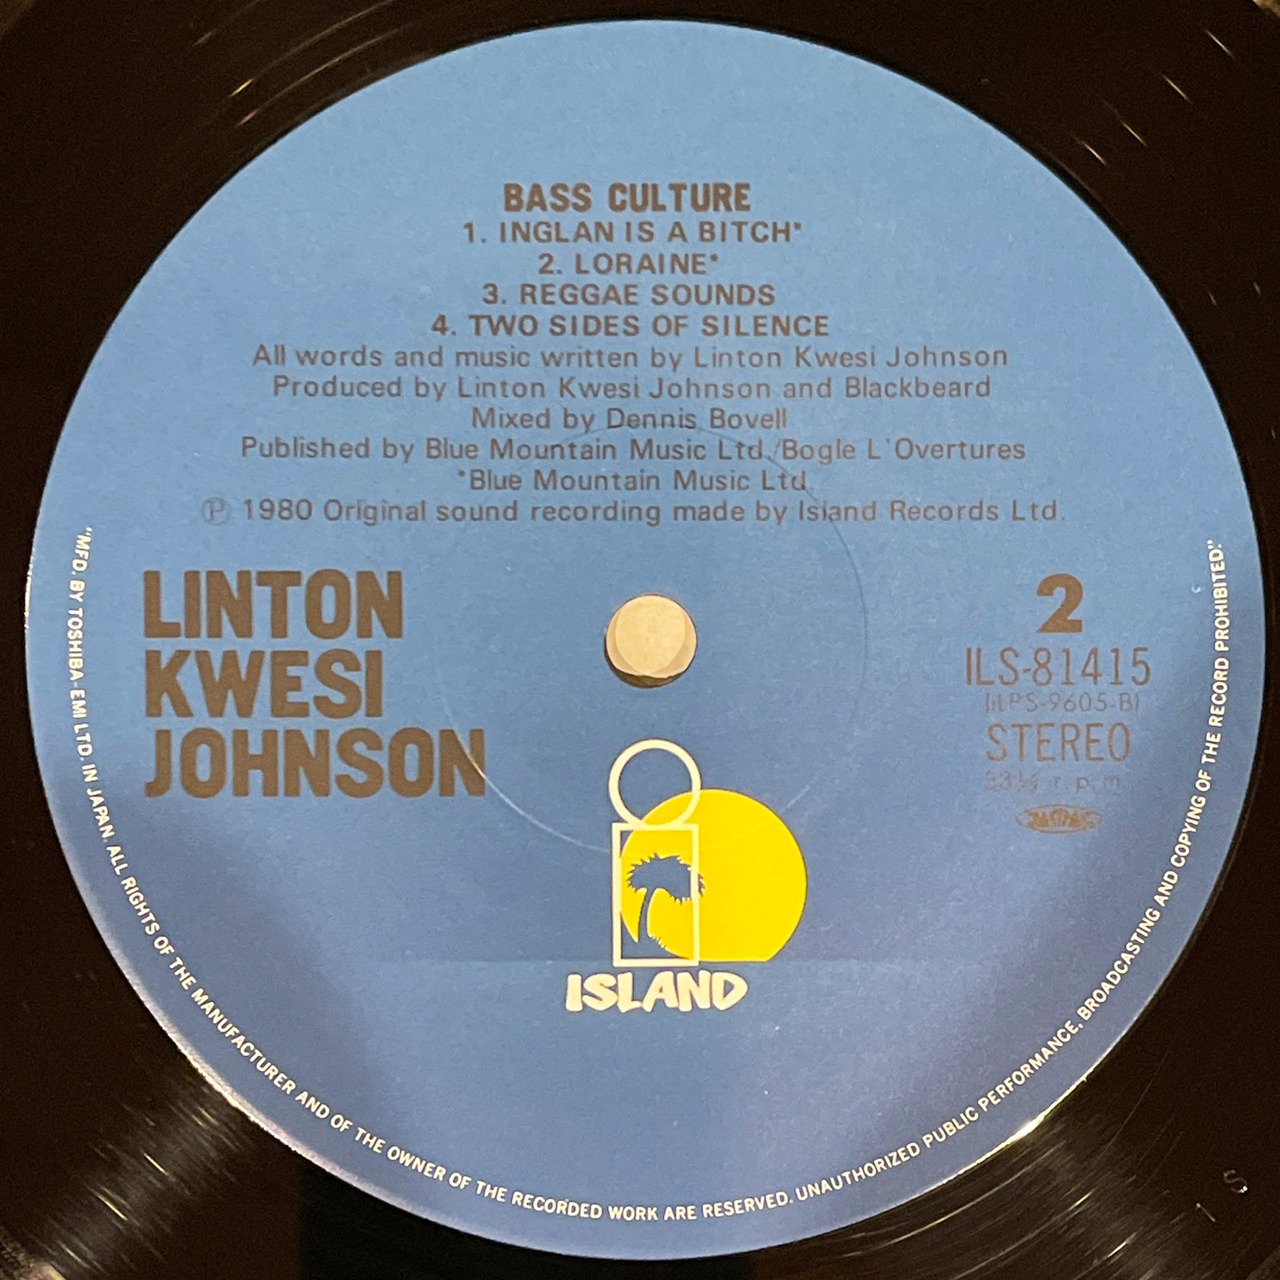 BASS CULTURE
1. INGLAN IS A BITCH*
2. LORAINE*
3. REGGAE SOUNDS
4. TWO SIDES OF SILENCE
All words and music written by Linton Kwesi Johnson
Produced by Linton Kwesi Johnson and Blackbeard
Mixed by Dennis Bovell
Published by Blue Mountain Music Ltd./Bogle L'Overtures
*Blue Mountain Music Ltd.
Ⓟ 1980 Original sound recording made by Island Records Ltd.
LINTON
KWESI
JOHNSON
2
ILS-81415
(ILPS-9605-B)
STEREO
33⅓ r.p.m.
ISLAND
"MFD. BY TOSHIBA-EMI LTD. IN JAPAN. ALL RIGHTS OF THE MANUFACTURER AND OF THE OWNER OF THE RECORDED WORK ARE RESERVED. UNAUTHORIZED PUBLIC PERFORMANCE, BROADCASTING AND COPYING OF THE RECORD PROHIBITED."